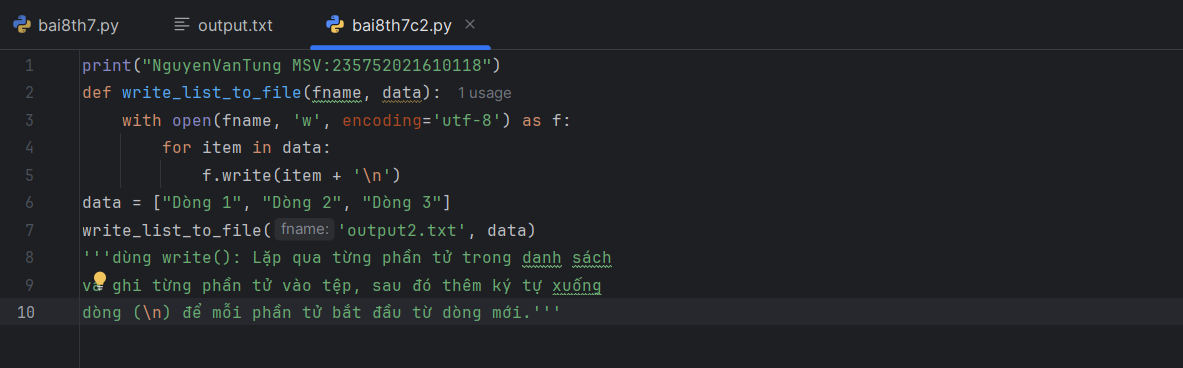 bai8th7.py output.txt bai8th7c2.py
1 print("NguyenVanTung MSV:235752021610118")
2 def write_list_to_file(fname, data): 1 usage
3 with open(fname, 'w', encoding='utf-8') as f:
4 for item in data:
5 f.write(item + '\n')
6 data = ["Dòng 1", "Dòng 2", "Dòng 3"]
7 write_list_to_file( fname: 'output2.txt', data)
8 '''dùng write(): Lặp qua từng phần tử trong danh sách
9 và ghi từng phần tử vào tệp, sau đó thêm ký tự xuống
10 dòng (\n) để mỗi phần tử bắt đầu từ dòng mới.'''